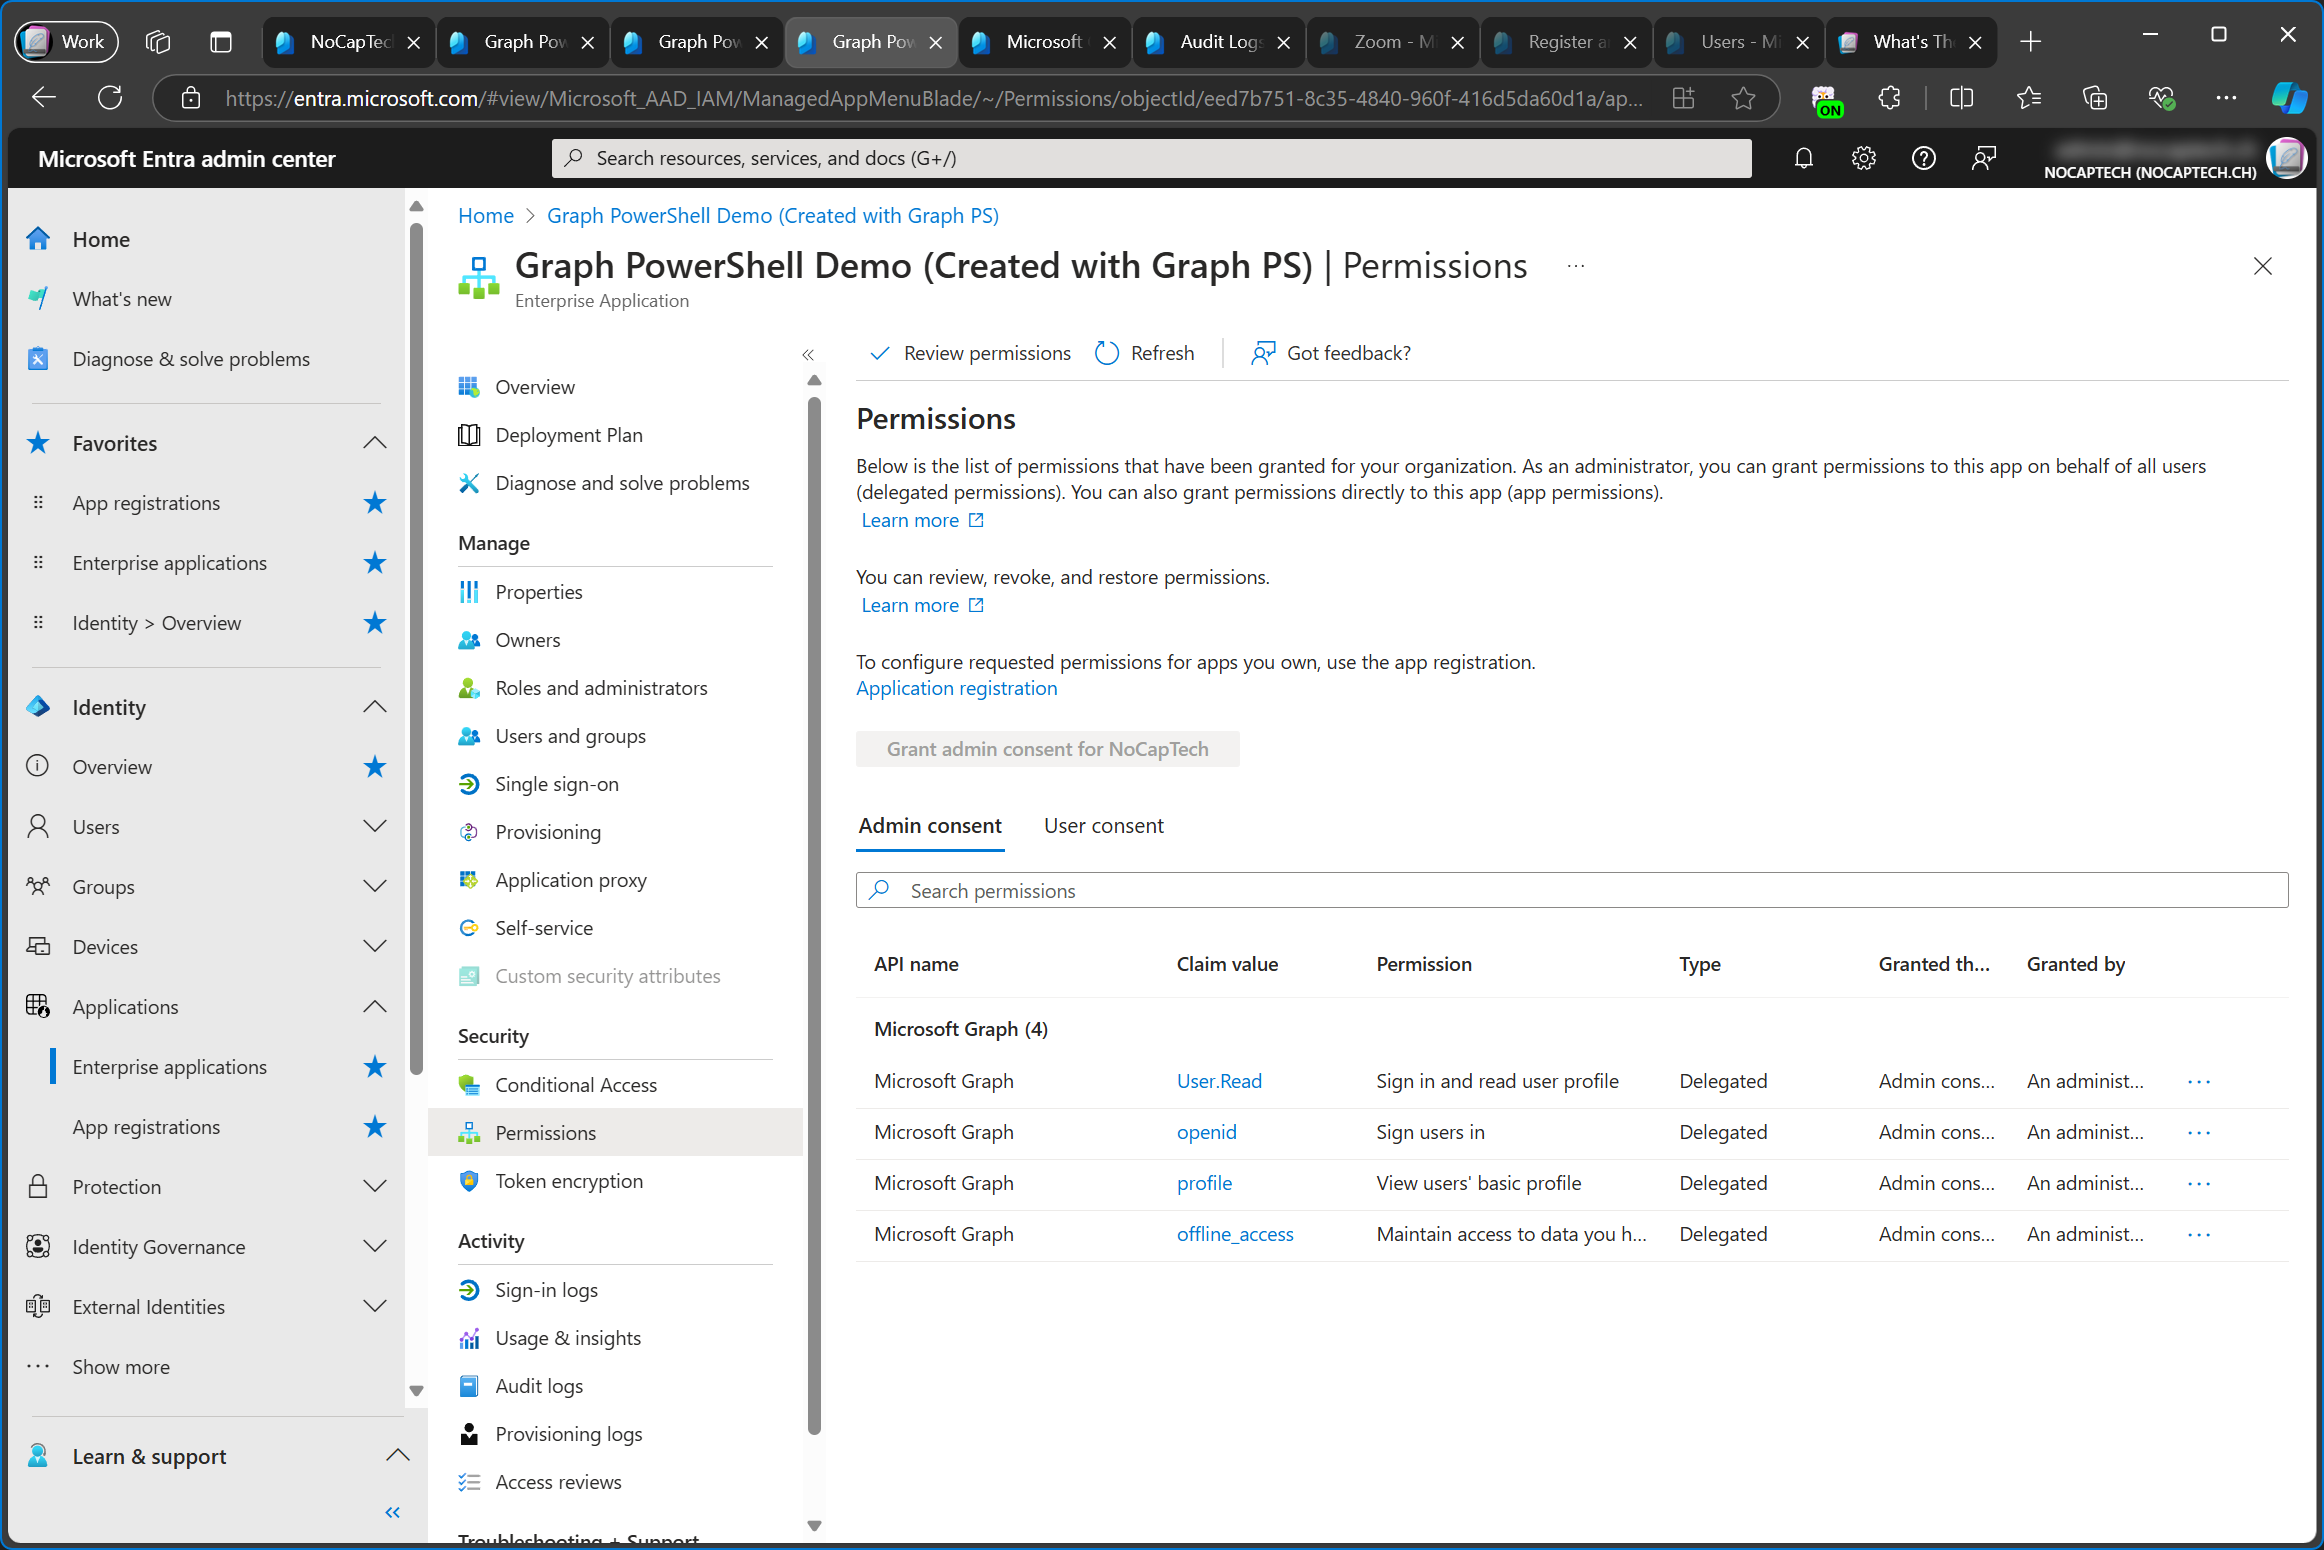 Work
NoCapTec
Graph Pow
Graph Pow
Graph Pow
Microsoft
Audit Logs
Zoom - Mi
Register a
Users - Mi
What's Th
https://entra.microsoft.com/#view/Microsoft_AAD_IAM/ManagedAppMenuBlade/~/Permissions/objectId/eed7b751-8c35-4840-960f-416d5da60d1a/ap...
ON
Microsoft Entra admin center
Search resources, services, and docs (G+/)
NOCAPTECH (NOCAPTECH.CH)
Home
What's new
Diagnose & solve problems
Favorites
App registrations
Enterprise applications
Identity > Overview
Identity
Overview
Users
Groups
Devices
Applications
Enterprise applications
App registrations
Protection
Identity Governance
External Identities
Show more
Learn & support
Home > Graph PowerShell Demo (Created with Graph PS)
Graph PowerShell Demo (Created with Graph PS) | Permissions ...
Enterprise Application
Overview
Deployment Plan
Diagnose and solve problems
Manage
Properties
Owners
Roles and administrators
Users and groups
Single sign-on
Provisioning
Application proxy
Self-service
Custom security attributes
Security
Conditional Access
Permissions
Token encryption
Activity
Sign-in logs
Usage & insights
Audit logs
Provisioning logs
Access reviews
Troubleshooting + Support
Review permissions Refresh Got feedback?
Permissions
Below is the list of permissions that have been granted for your organization. As an administrator, you can grant permissions to this app on behalf of all users
(delegated permissions). You can also grant permissions directly to this app (app permissions).
Learn more
You can review, revoke, and restore permissions.
Learn more
To configure requested permissions for apps you own, use the app registration.
Application registration
Grant admin consent for NoCapTech
Admin consent User consent
Search permissions
API name Claim value Permission Type Granted th... Granted by
Microsoft Graph (4)
Microsoft Graph User.Read Sign in and read user profile Delegated Admin cons... An administ... ...
Microsoft Graph openid Sign users in Delegated Admin cons... An administ... ...
Microsoft Graph profile View users' basic profile Delegated Admin cons... An administ... ...
Microsoft Graph offline_access Maintain access to data you h... Delegated Admin cons... An administ... ...